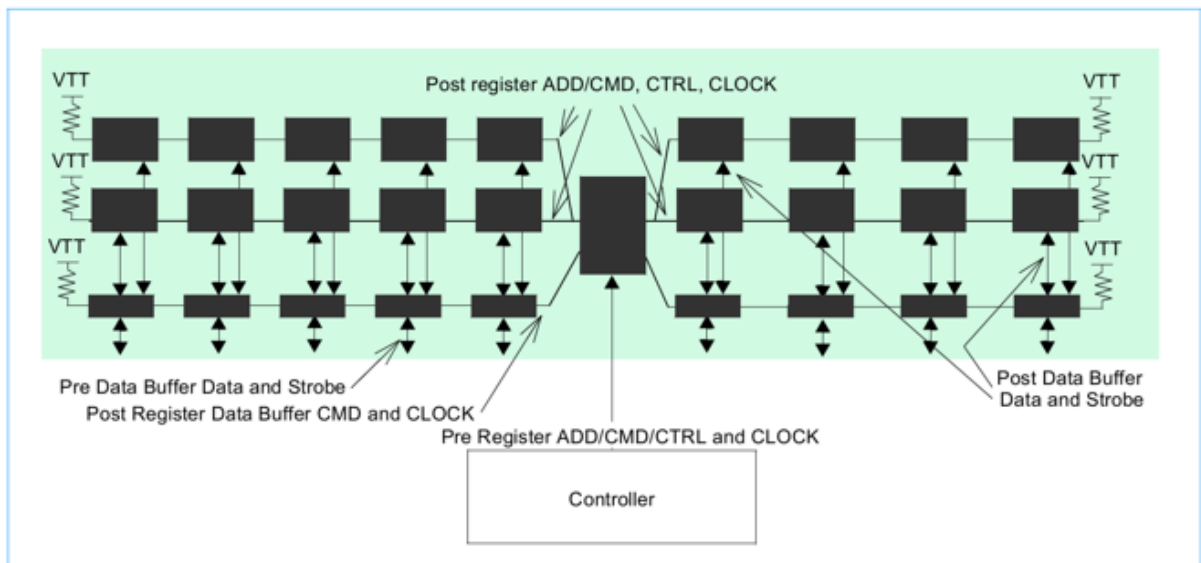 VTT
Post register ADD/CMD, CTRL, CLOCK
VTT
VTT
VTT
VTT
VTT
Pre Data Buffer Data and Strobe
Post Register Data Buffer CMD and CLOCK
Post Data Buffer
Data and Strobe
Pre Register ADD/CMD/CTRL and CLOCK
Controller